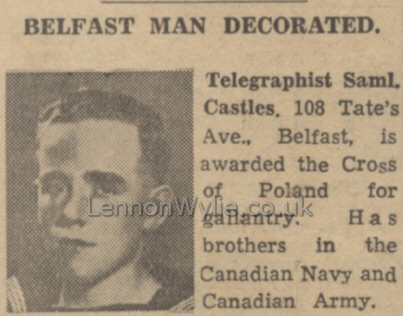 BELFAST MAN DECORATED.
Telegraphist Saml.
Castles, 108 Tate's
Ave., Belfast, is
awarded the Cross
of Poland for
gallantry. Has
brothers in the
Canadian Navy and
Canadian Army.
LennonWylie.co.uk